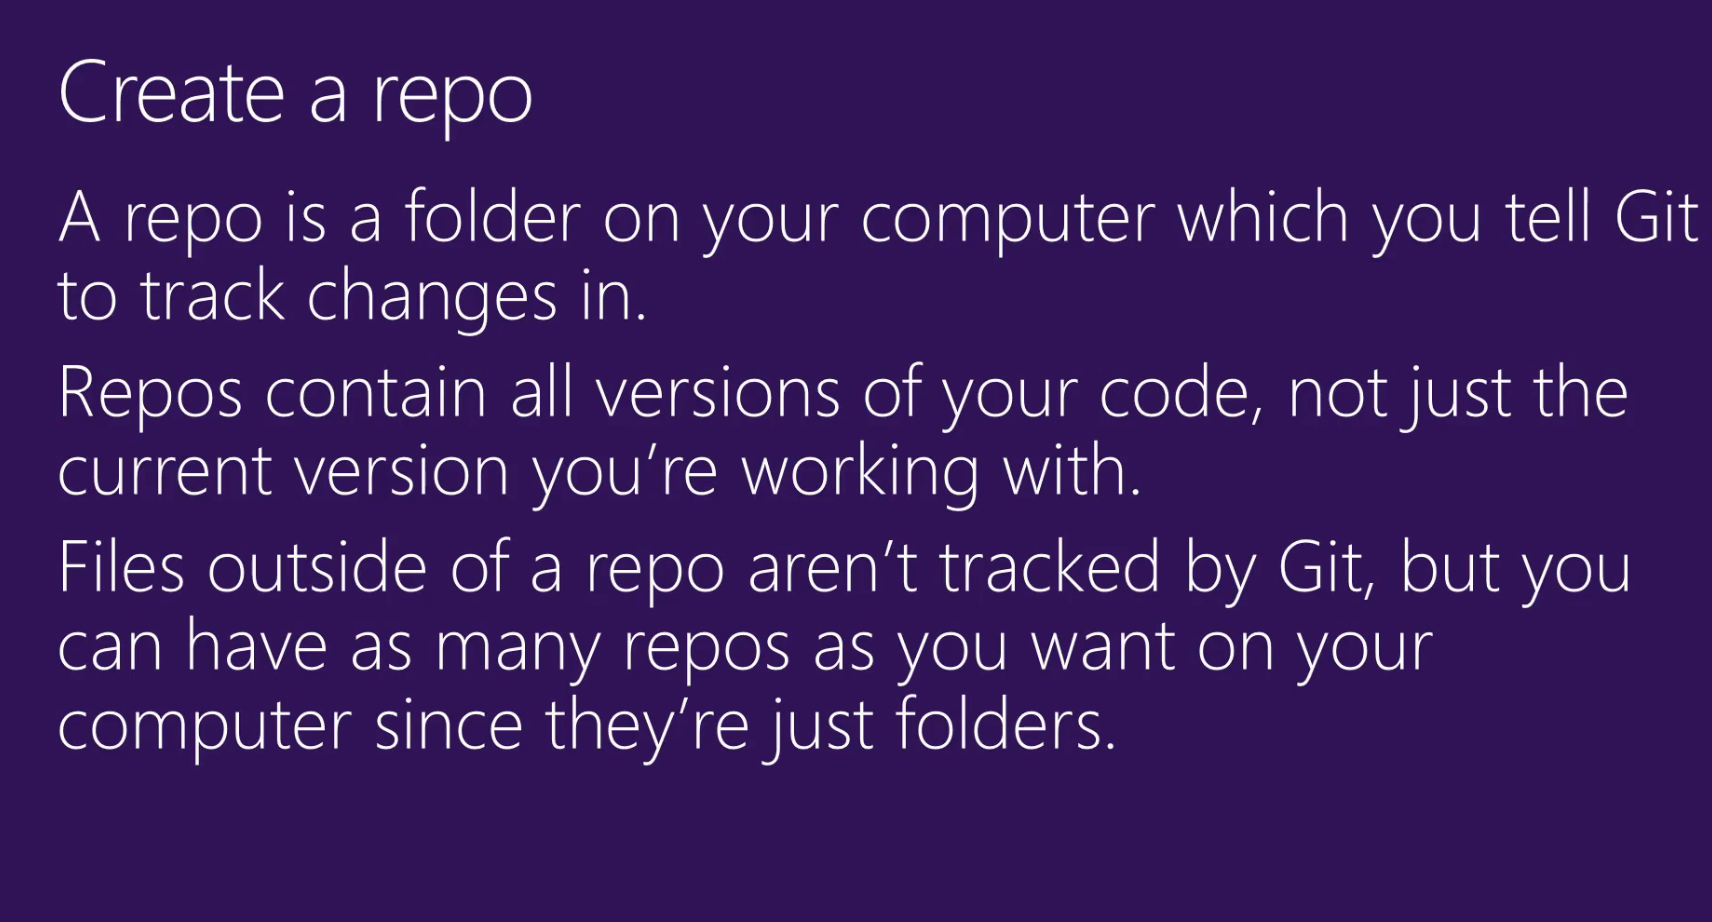 Create a repo
A repo is a folder on your computer which you tell Git
to track changes in.
Repos contain all versions of your code, not just the
current version you’re working with.
Files outside of a repo aren’t tracked by Git, but you
can have as many repos as you want on your
computer since they’re just folders.